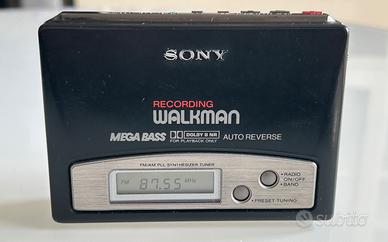 SONY
RECORDING
WALKMAN
MEGA BASS DOLBY B NR AUTO REVERSE
FOR PLAYBACK ONLY
FM/AM PLL SYNTHESIZER TUNER
FM 87.55 MHz
• RADIO
ON/OFF
• BAND
• PRESET TUNING
subito